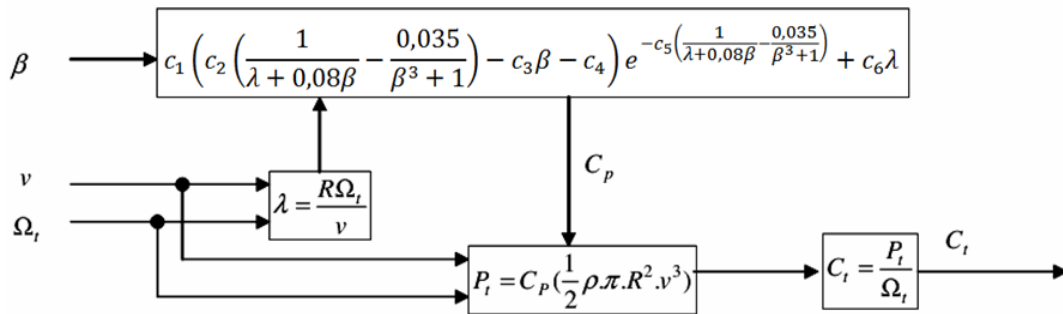 β
c₁(c₂(1/(λ+0,08β) − 0,035/(β³+1)) − c₃β − c₄)e^(−c₅(1/(λ+0,08β) − 0,035/(β³+1))) + c₆λ
C_p
v
λ = RΩ_t/v
Ω_t
P_t = C_P(1/2 ρ.π.R².v³)
C_t = P_t/Ω_t
C_t